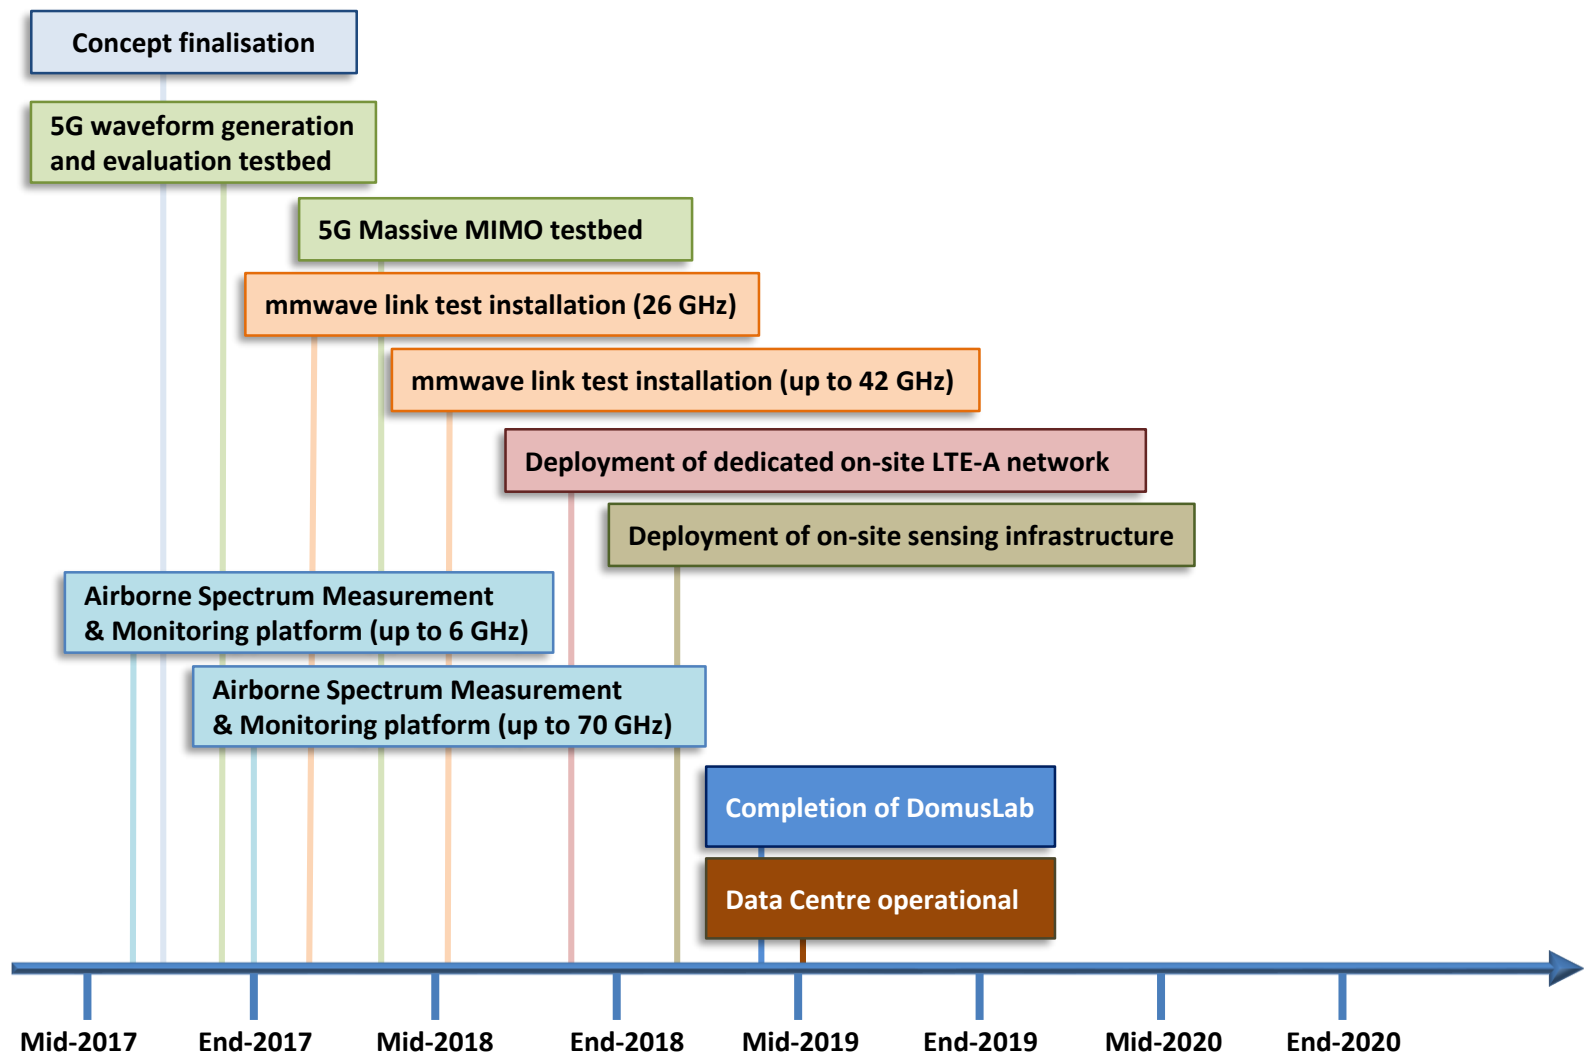 Concept finalisation
5G waveform generation
and evaluation testbed
5G Massive MIMO testbed
mmwave link test installation (26 GHz)
mmwave link test installation (up to 42 GHz)
Deployment of dedicated on-site LTE-A network
Deployment of on-site sensing infrastructure
Airborne Spectrum Measurement
& Monitoring platform (up to 6 GHz)
Airborne Spectrum Measurement
& Monitoring platform (up to 70 GHz)
Completion of DomusLab
Data Centre operational
Mid-2017 End-2017 Mid-2018 End-2018 Mid-2019 End-2019 Mid-2020 End-2020